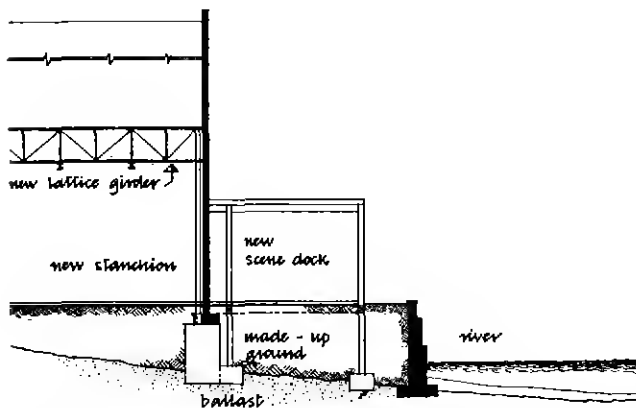 new lattice girder
new stanchion
new
scene dock
made - up
ground
river
ballast